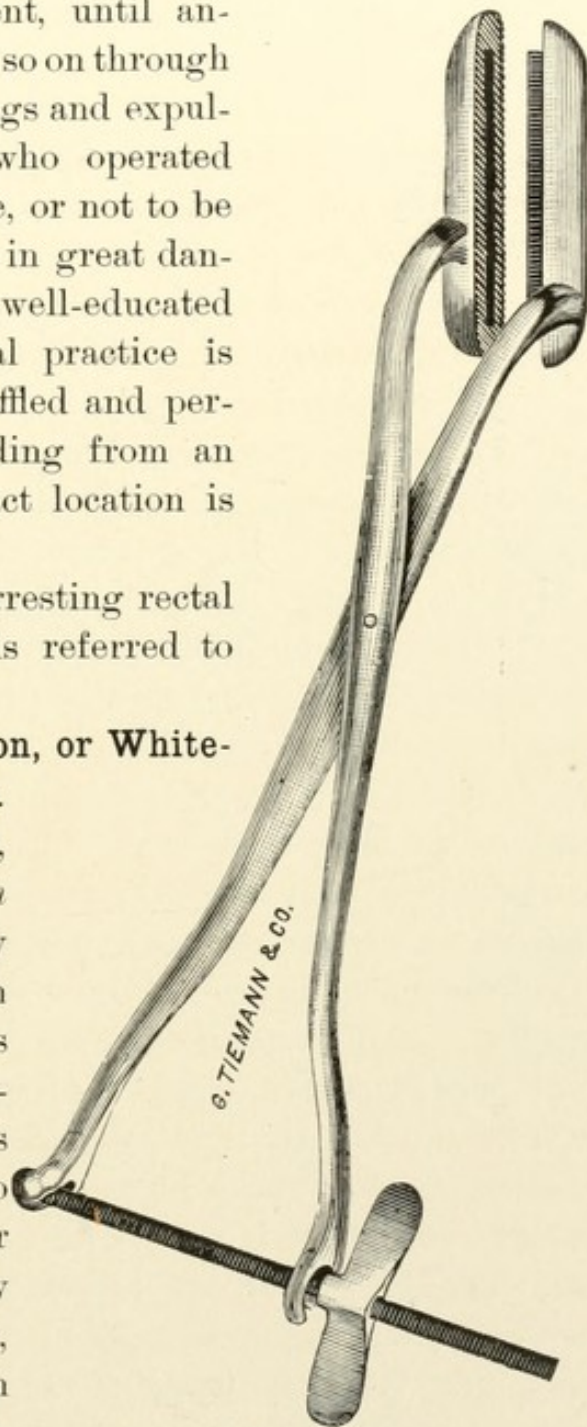 ent, until an-
so on through
gs and expul-
who operated
e, or not to be
in great dan-
well-educated
al practice is
ffled and per-
ding from an
ct location is
rresting rectal
s referred to
on, or White-
G. TIEMANN & CO.